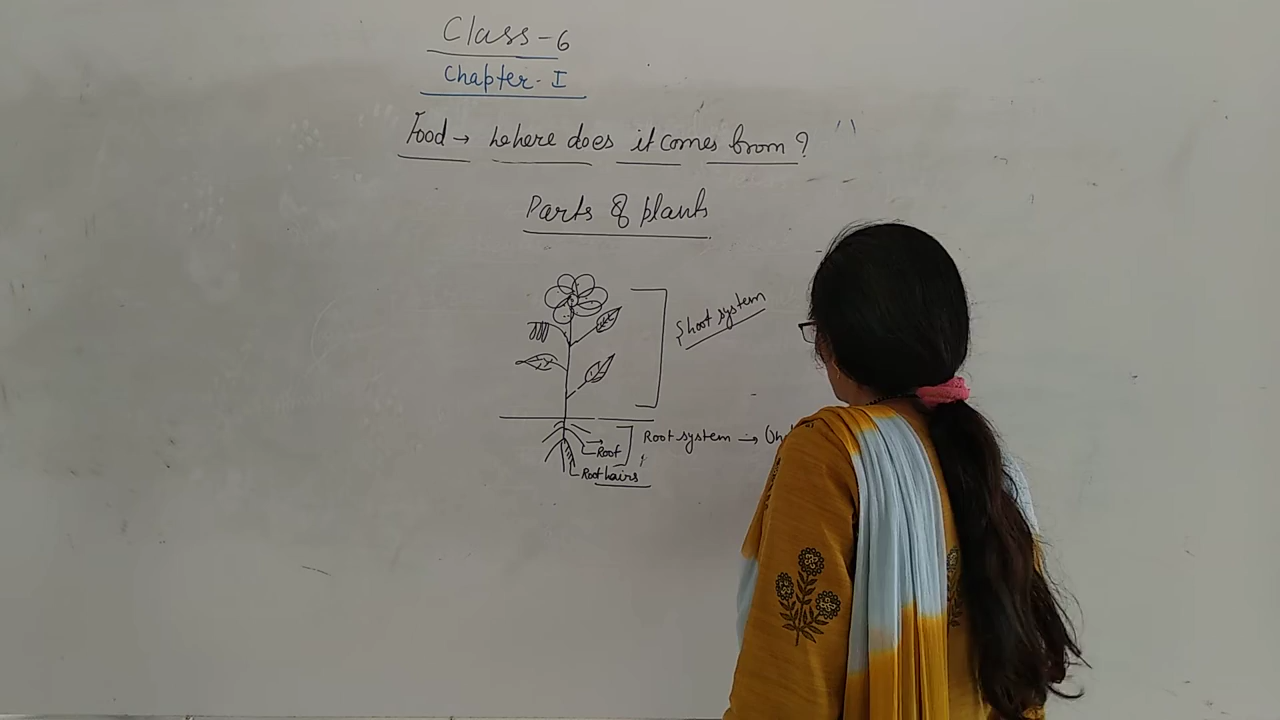 Class-6
Chapter-I
Food→ Where does it comes from?
Parts of plants
Shoot system
Root system →
Root
Root hairs